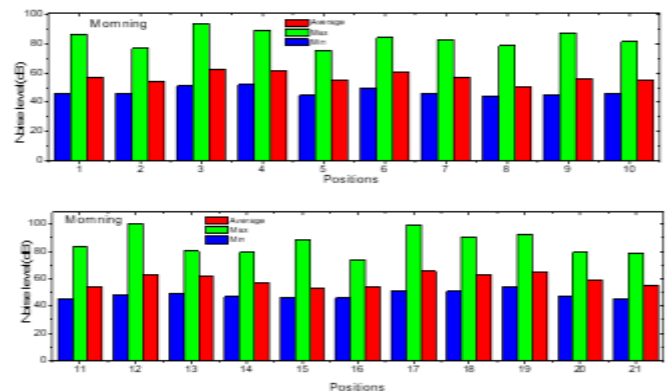 Mornning
Average
Max
Min
Noise level(dB)
100
80
60
40
20
0
1 2 3 4 5 6 7 8 9 10
Positions
Mornning
Average
Max
Min
Noise level(dB)
100
80
60
40
20
0
11 12 13 14 15 16 17 18 19 20 21
Positions